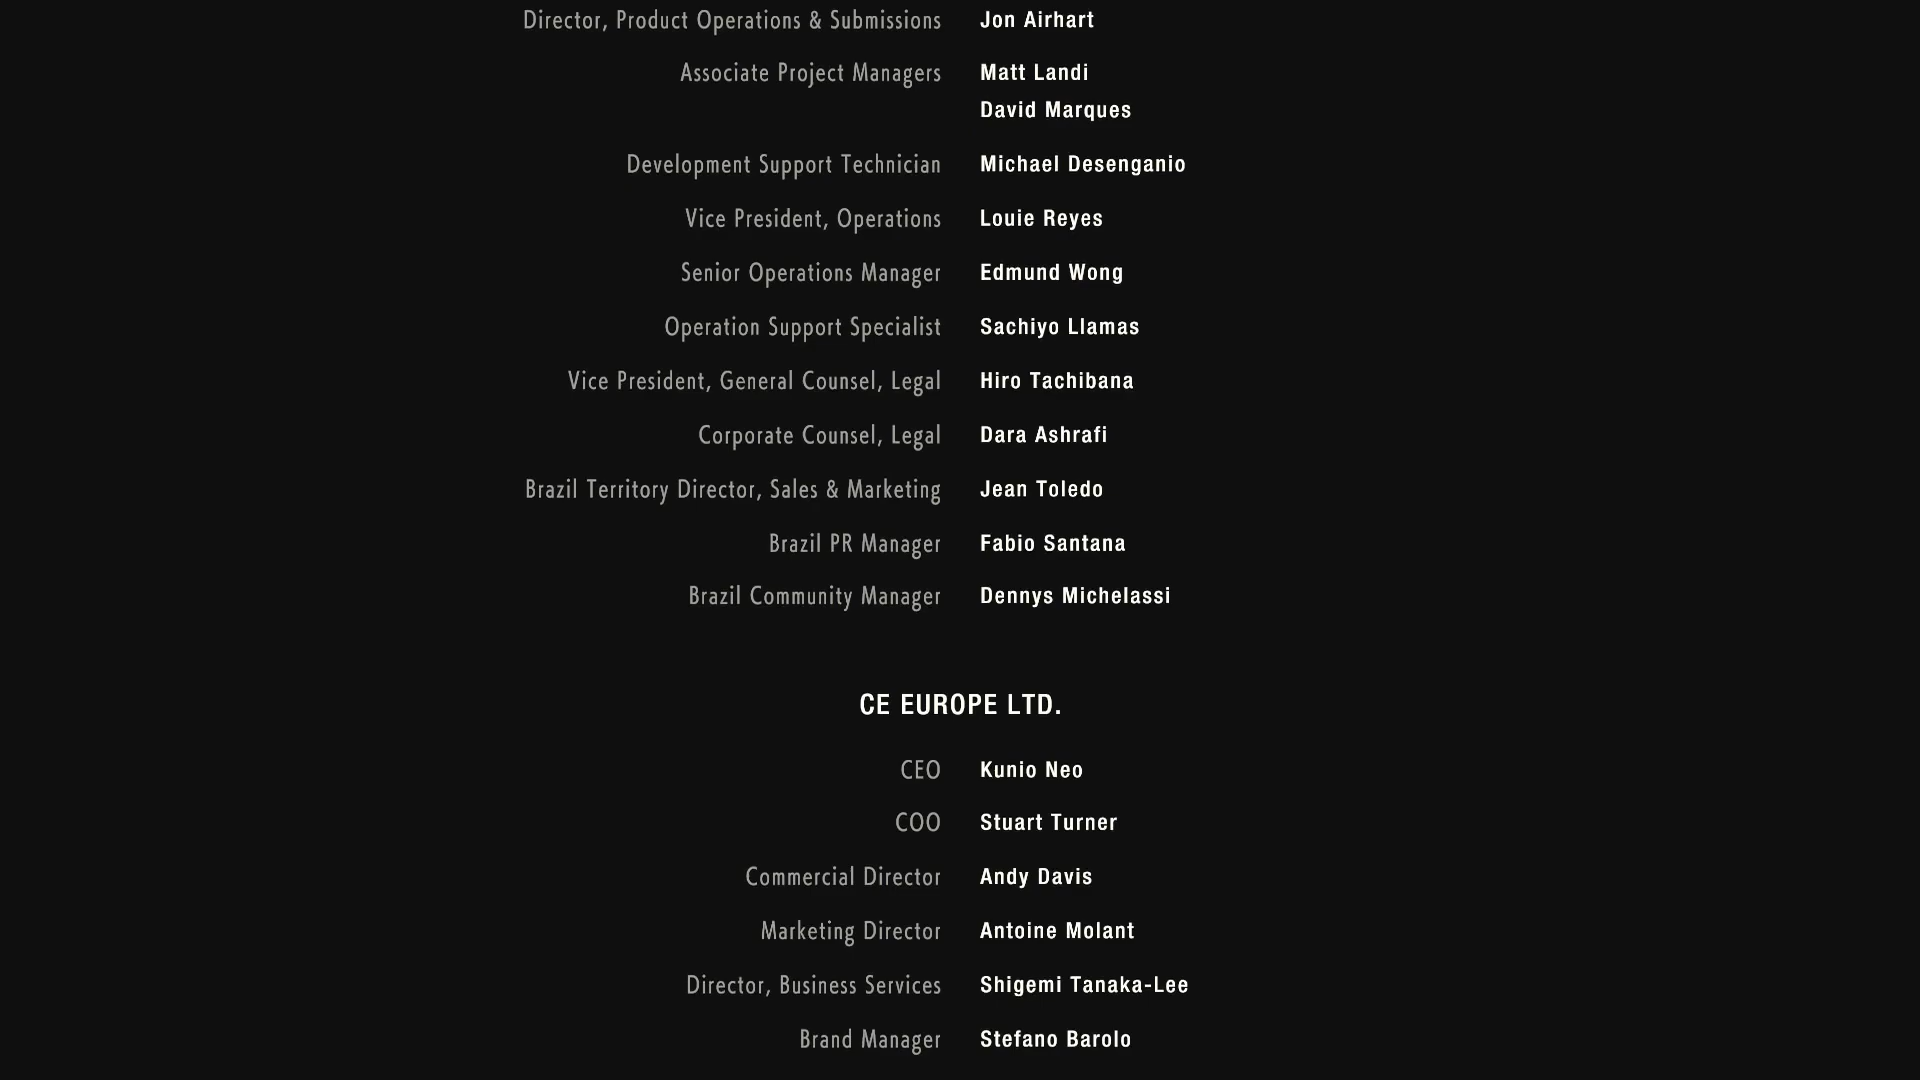 Director, Product Operations & Submissions Jon Airhart
Associate Project Managers Matt Landi
David Marques
Development Support Technician Michael Desenganio
Vice President, Operations Louie Reyes
Senior Operations Manager Edmund Wong
Operation Support Specialist Sachiyo Llamas
Vice President, General Counsel, Legal Hiro Tachibana
Corporate Counsel, Legal Dara Ashrafi
Brazil Territory Director, Sales & Marketing Jean Toledo
Brazil PR Manager Fabio Santana
Brazil Community Manager Dennys Michelassi
CE EUROPE LTD.
CEO Kunio Neo
COO Stuart Turner
Commercial Director Andy Davis
Marketing Director Antoine Molant
Director, Business Services Shigemi Tanaka-Lee
Brand Manager Stefano Barolo